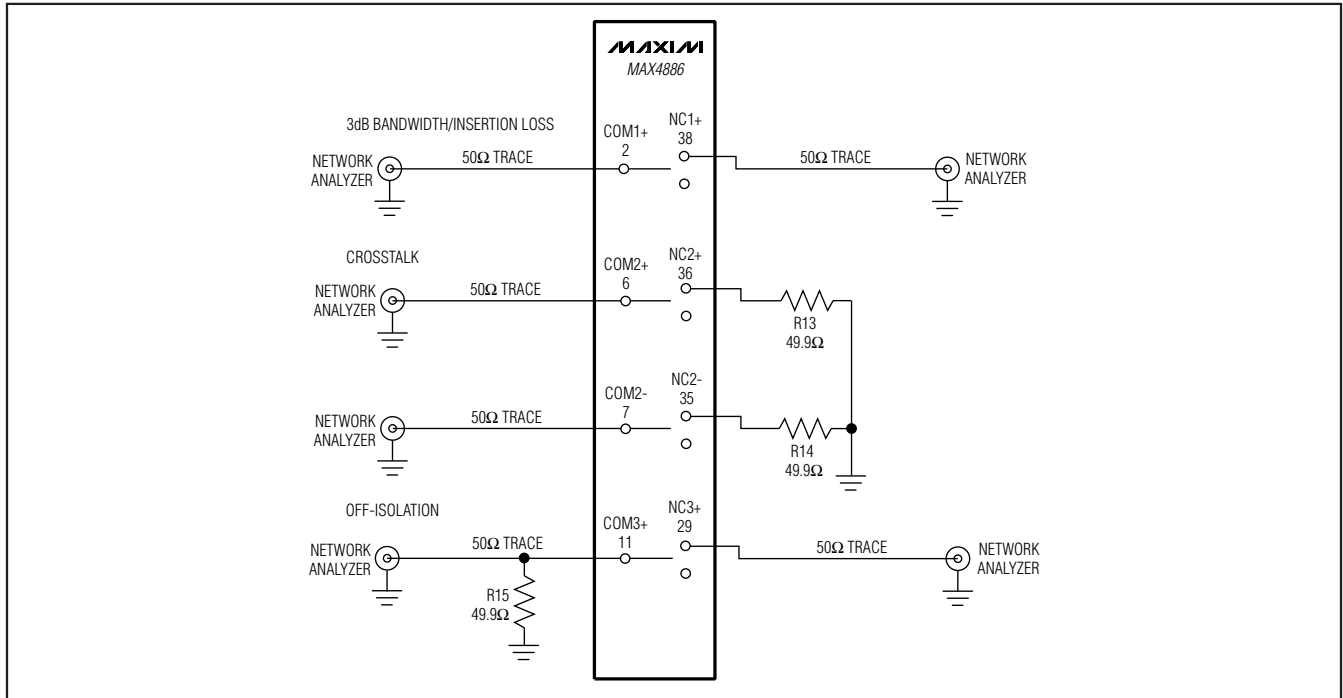 MAXIM
MAX4886
3dB BANDWIDTH/INSERTION LOSS
NETWORK
ANALYZER
50Ω TRACE
COM1+
2
NC1+
38
50Ω TRACE
NETWORK
ANALYZER
CROSSTALK
NETWORK
ANALYZER
50Ω TRACE
COM2+
6
NC2+
36
R13
49.9Ω
NETWORK
ANALYZER
50Ω TRACE
COM2-
7
NC2-
35
R14
49.9Ω
OFF-ISOLATION
NETWORK
ANALYZER
50Ω TRACE
R15
49.9Ω
COM3+
11
NC3+
29
50Ω TRACE
NETWORK
ANALYZER